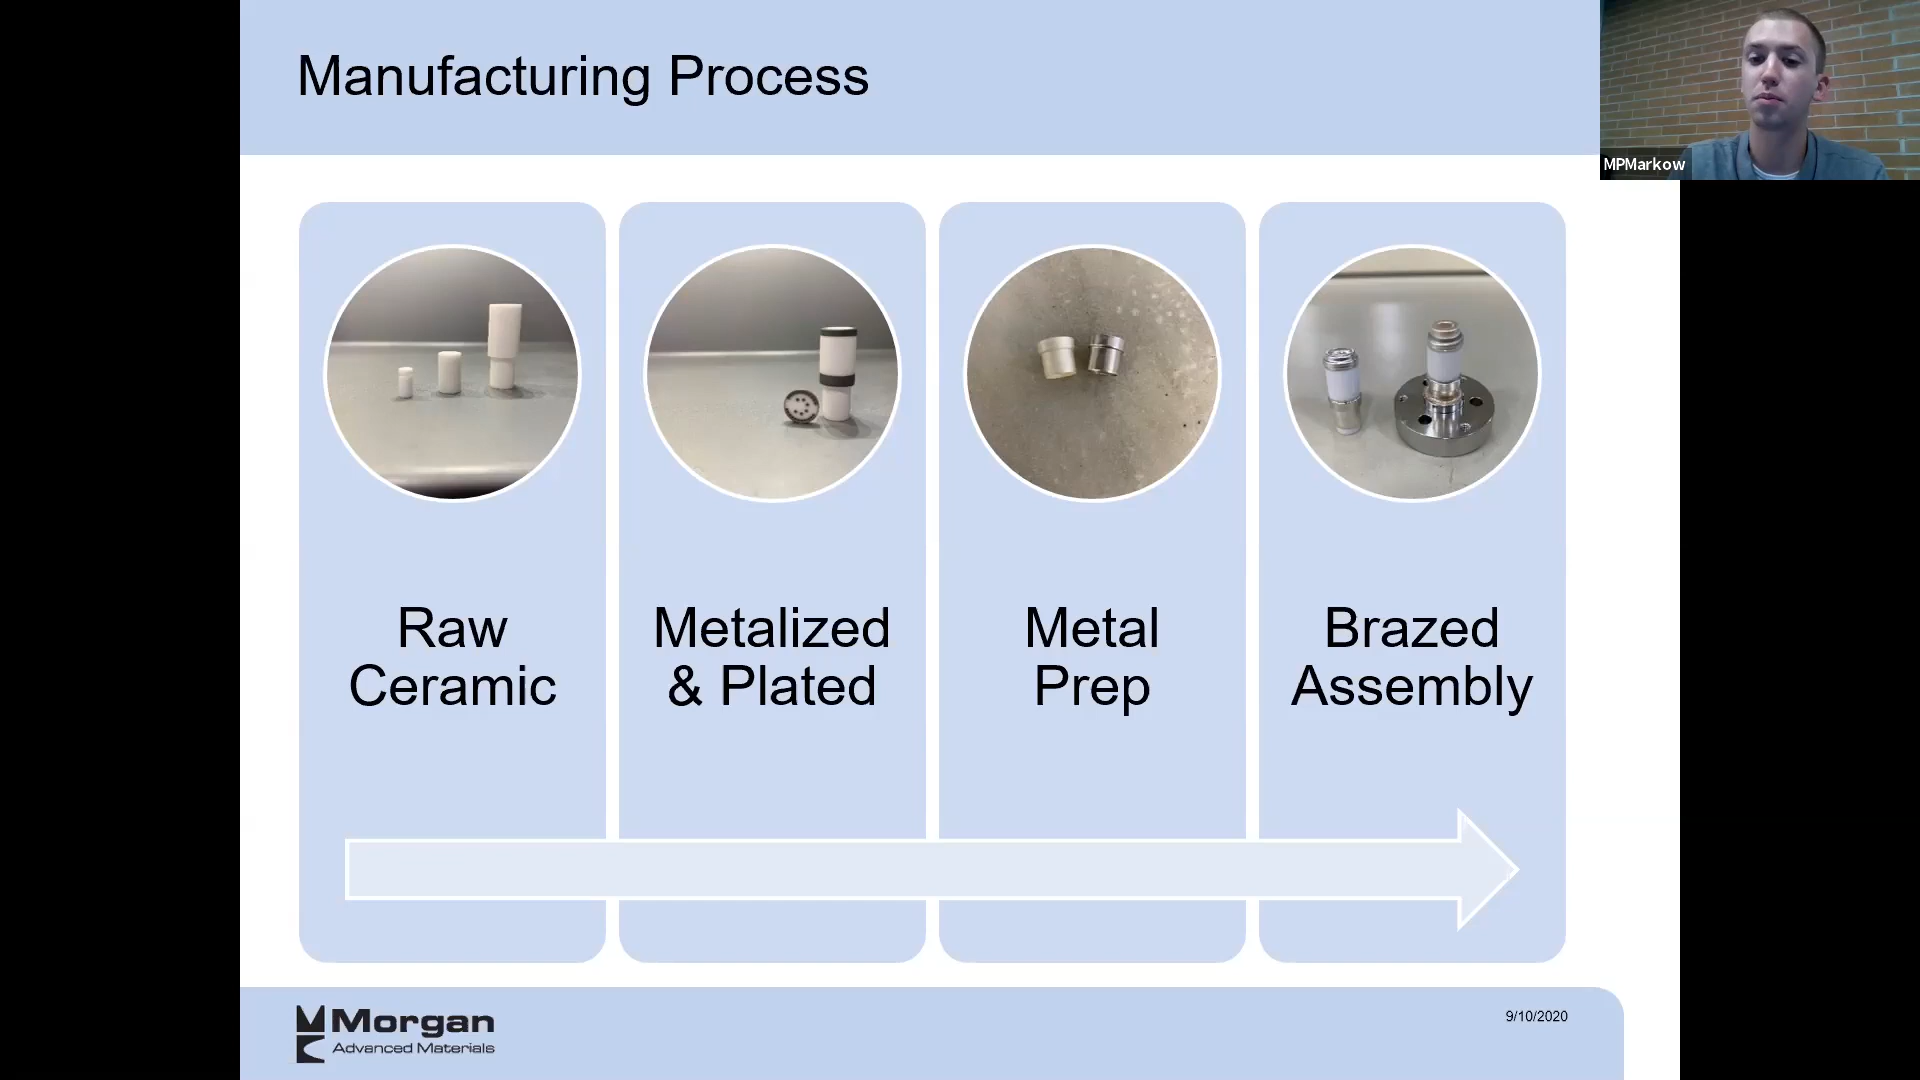 Manufacturing Process
MPMarkow
Raw
Ceramic
Metalized
& Plated
Metal
Prep
Brazed
Assembly
Morgan
Advanced Materials
9/10/2020